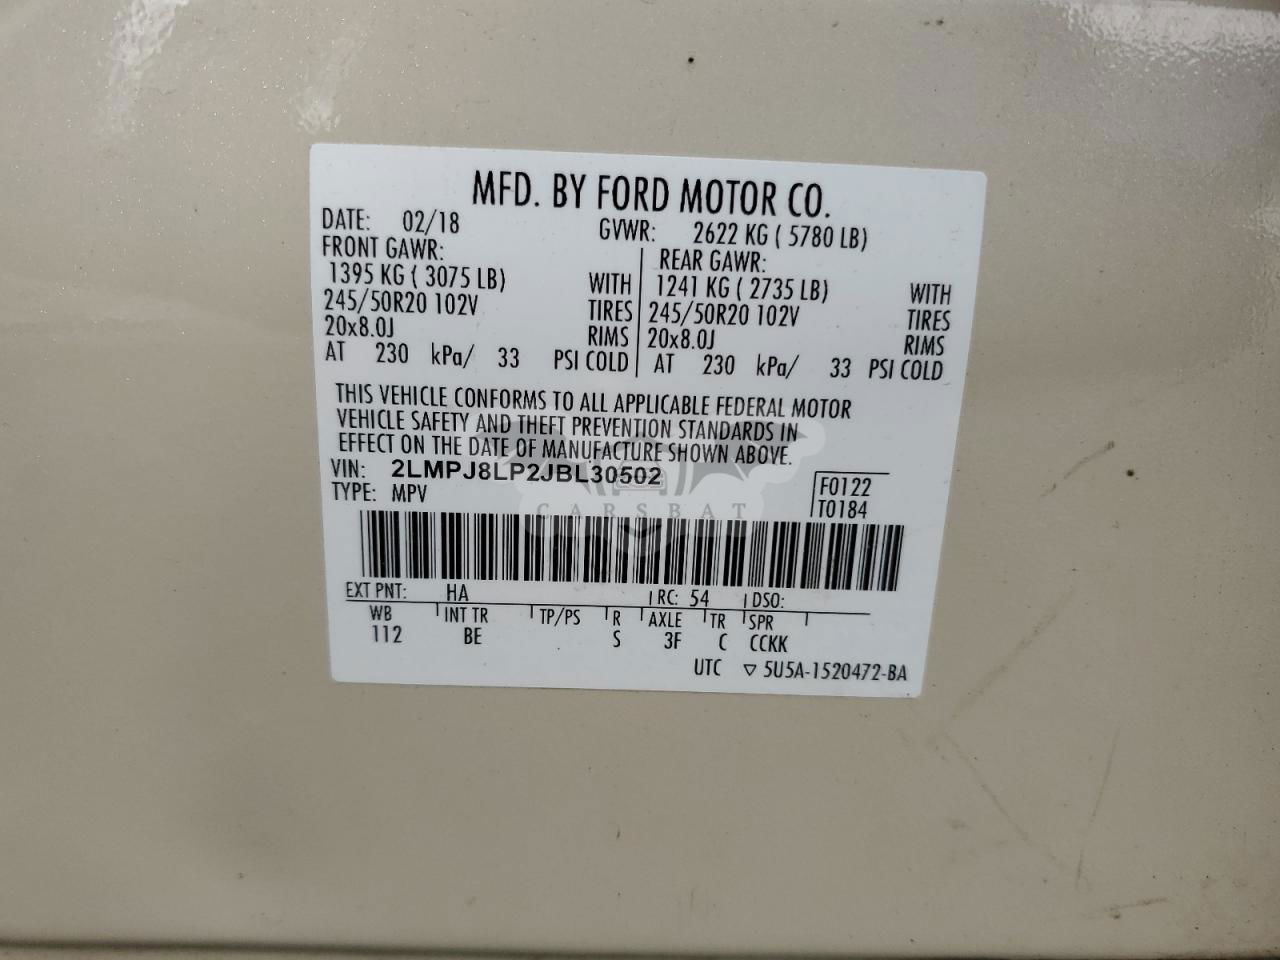 MFD. BY FORD MOTOR CO.
DATE: 02/18 GVWR: 2622 KG ( 5780 LB)
FRONT GAWR: REAR GAWR:
1395 KG ( 3075 LB) WITH 1241 KG ( 2735 LB) WITH
245/50R20 102V TIRES 245/50R20 102V TIRES
20x8.0J RIMS 20x8.0J RIMS
AT 230 kPa/ 33 PSI COLD AT 230 kPa/ 33 PSI COLD
THIS VEHICLE CONFORMS TO ALL APPLICABLE FEDERAL MOTOR
VEHICLE SAFETY AND THEFT PREVENTION STANDARDS IN
EFFECT ON THE DATE OF MANUFACTURE SHOWN ABOVE.
VIN: 2LMPJ8LP2JBL30502
TYPE: MPV
F0122
T0184
CARSBAT
EXT PNT: HA RC: 54 DSO:
WB INT TR TP/PS R AXLE TR SPR
112 BE S 3F C CCKK
UTC ▽ 5U5A-1520472-BA